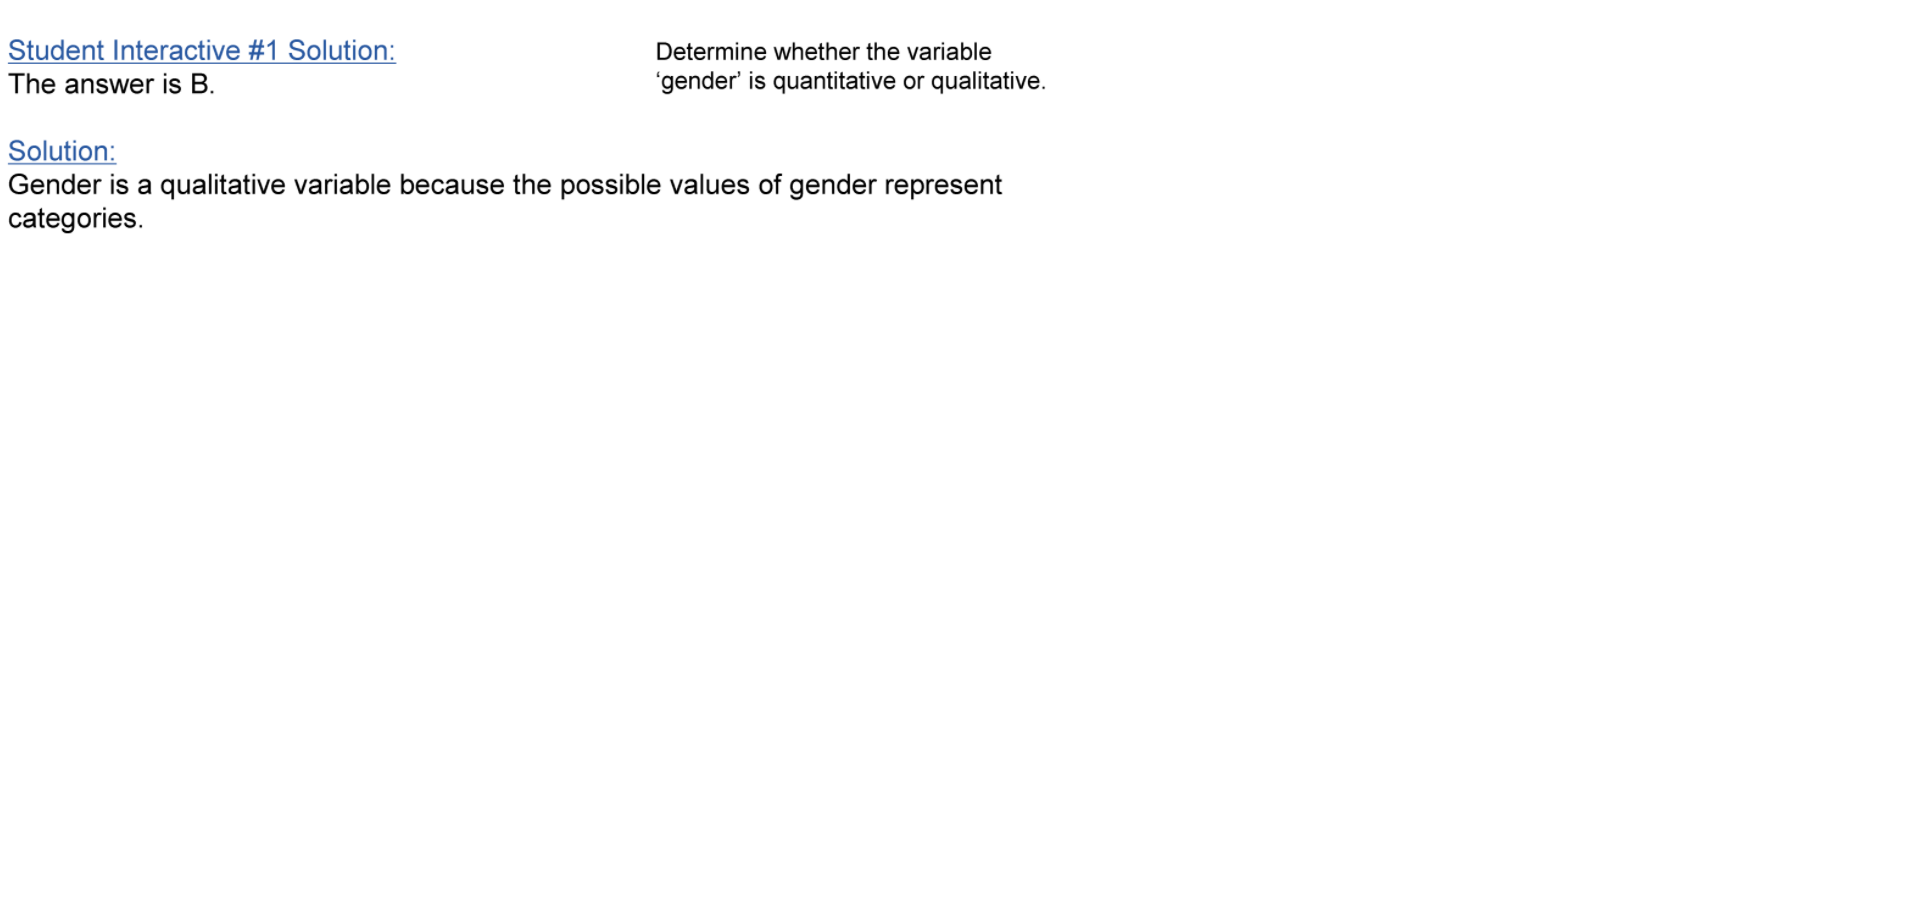 Student Interactive #1 Solution:
The answer is B.
Determine whether the variable
‘gender’ is quantitative or qualitative.
Solution:
Gender is a qualitative variable because the possible values of gender represent
categories.